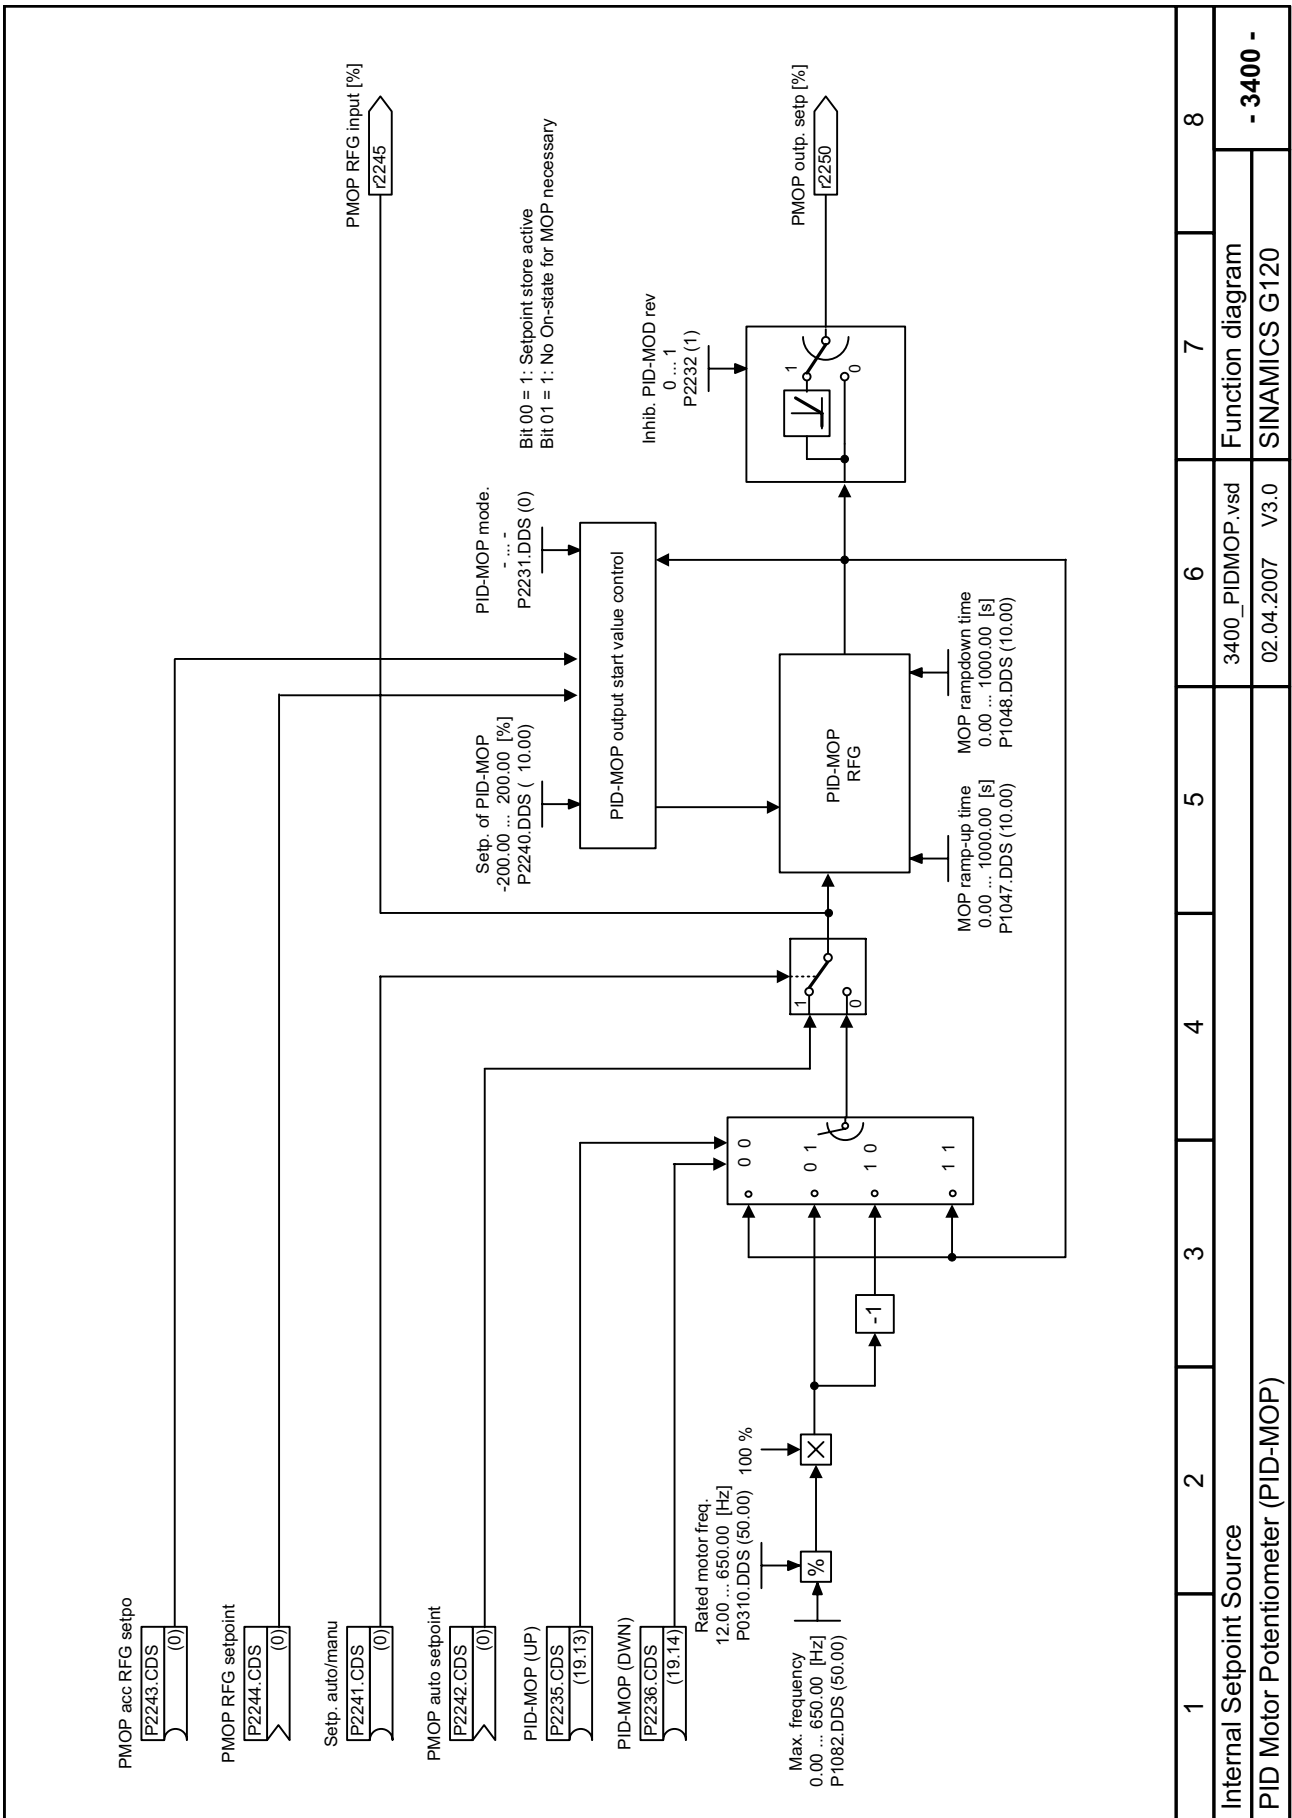 PMOP acc RFG setpo
P2243.CDS
(0)
PMOP RFG setpoint
P2244.CDS
(0)
Setp. auto/manu
P2241.CDS
(0)
PMOP auto setpoint
P2242.CDS
(0)
PID-MOP (UP)
P2235.CDS
(19.13)
PID-MOP (DWN)
P2236.CDS
(19.14)
Max. frequency
0.00 ... 650.00 [Hz]
P1082.DDS (50.00)
Rated motor freq.
12.00 ... 650.00 [Hz]
P0310.DDS (50.00)
%
100 %
X
-1
0 0
0 1
1 0
1 1
1
0
PMOP RFG input [%]
r2245
Setp. of PID-MOP
-200.00 ... 200.00 [%]
P2240.DDS ( 10.00)
PID-MOP mode.
- ... -
P2231.DDS (0)
Bit 00 = 1: Setpoint store active
Bit 01 = 1: No On-state for MOP necessary
PID-MOP output start value control
PID-MOP
RFG
MOP ramp-up time
0.00 ... 1000.00 [s]
P1047.DDS (10.00)
MOP rampdown time
0.00 ... 1000.00 [s]
P1048.DDS (10.00)
Inhib. PID-MOD rev
0 ... 1
P2232 (1)
1
0
PMOP outp. setp [%]
r2250
1
2
3
4
5
6
7
8
Internal Setpoint Source
3400_PIDMOP.vsd
Function diagram
- 3400 -
PID Motor Potentiometer (PID-MOP)
02.04.2007 V3.0
SINAMICS G120